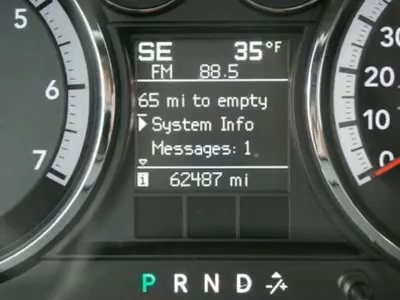 5
6
7
SE 35°F
FM 88.5
65 mi to empty
System Info
Messages: 1
i 62487 mi
30
20
10
0
P R N D -/+